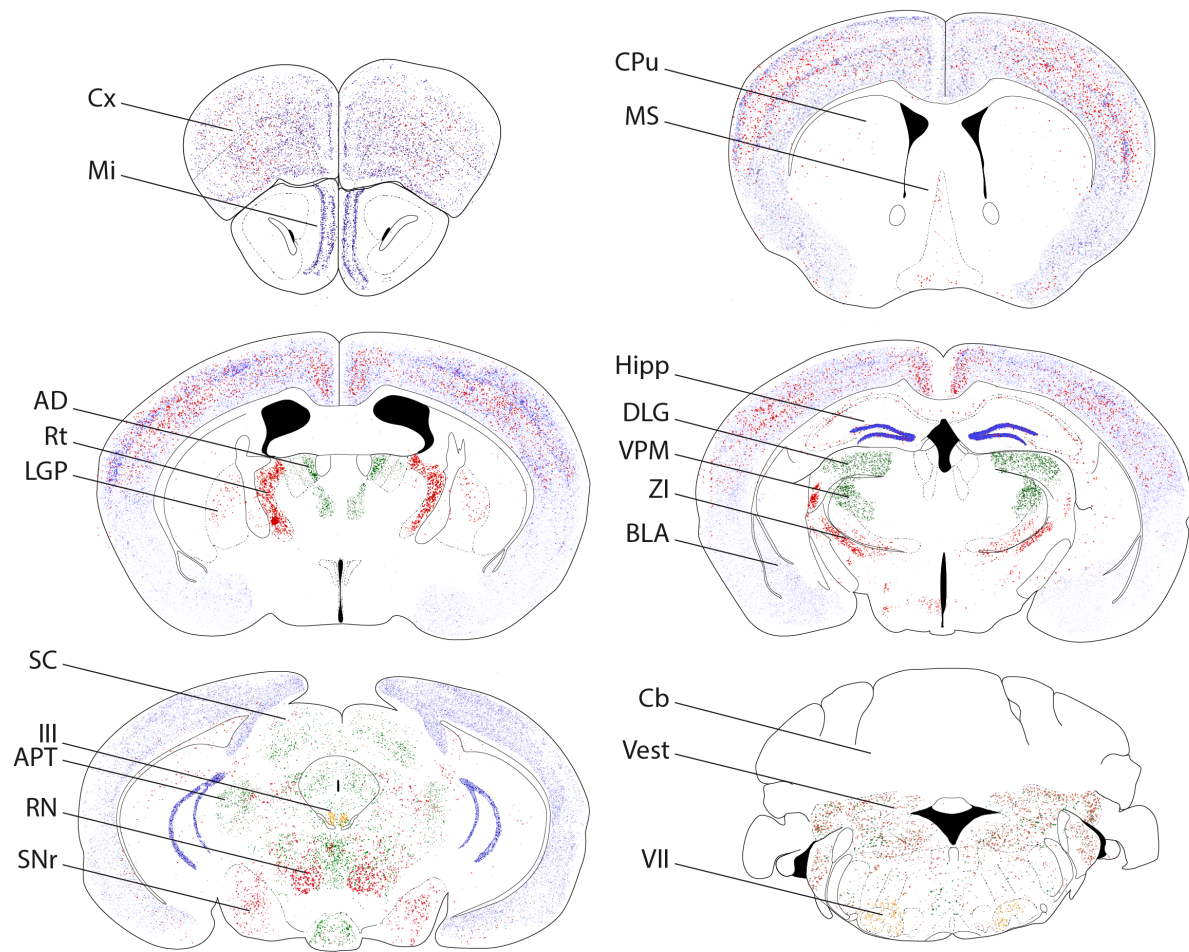 Cx
Mi
CPu
MS
AD
Rt
LGP
Hipp
DLG
VPM
ZI
BLA
SC
III
APT
RN
SNr
Cb
Vest
VII